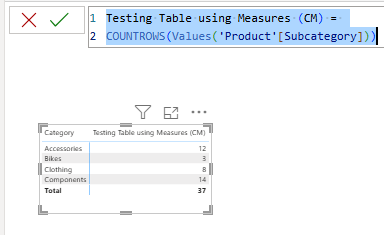 1 Testing Table using Measures (CM) =
2 COUNTROWS(Values('Product'[Subcategory]))
Category Testing Table using Measures (CM)
Accessories 12
Bikes 3
Clothing 8
Components 14
Total 37